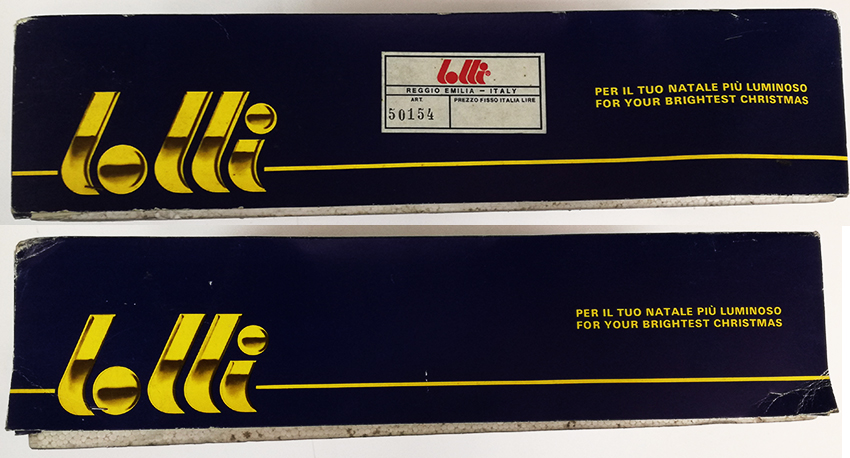 lolli
lolli
REGGIO EMILIA - ITALY
ART.
PREZZO FISSO ITALIA LIRE
50154
PER IL TUO NATALE PIÙ LUMINOSO
FOR YOUR BRIGHTEST CHRISTMAS
lolli
PER IL TUO NATALE PIÙ LUMINOSO
FOR YOUR BRIGHTEST CHRISTMAS